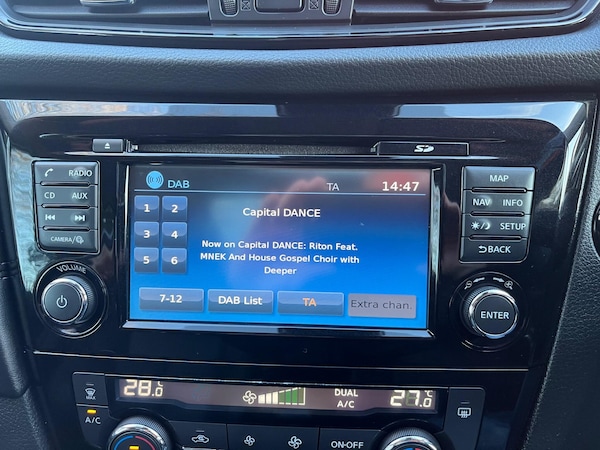 SD
RADIO
CD AUX
CAMERA
VOLUME
DAB TA 14:47
1 2
3 4
5 6
Capital DANCE
Now on Capital DANCE: Riton Feat.
MNEK And House Gospel Choir with
Deeper
7-12 DAB List TA Extra chan.
MAP
NAV INFO
SETUP
BACK
ENTER
MAX
A/C
28.0°C
DUAL
A/C
27.0°C
ON-OFF